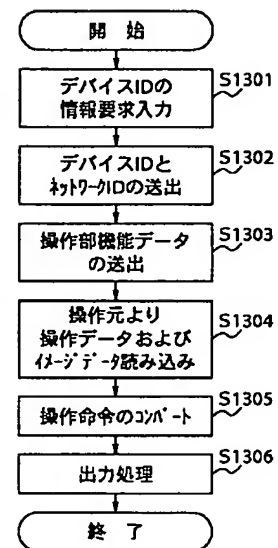 開 始
デバイスIDの
情報要求入力
S1301
デバイスIDと
ネットワークIDの送出
S1302
操作部機能データ
の送出
S1303
操作元より
操作データおよび
イメージデータ読み込み
S1304
操作命令のコンバート
S1305
出力処理
S1306
終 了